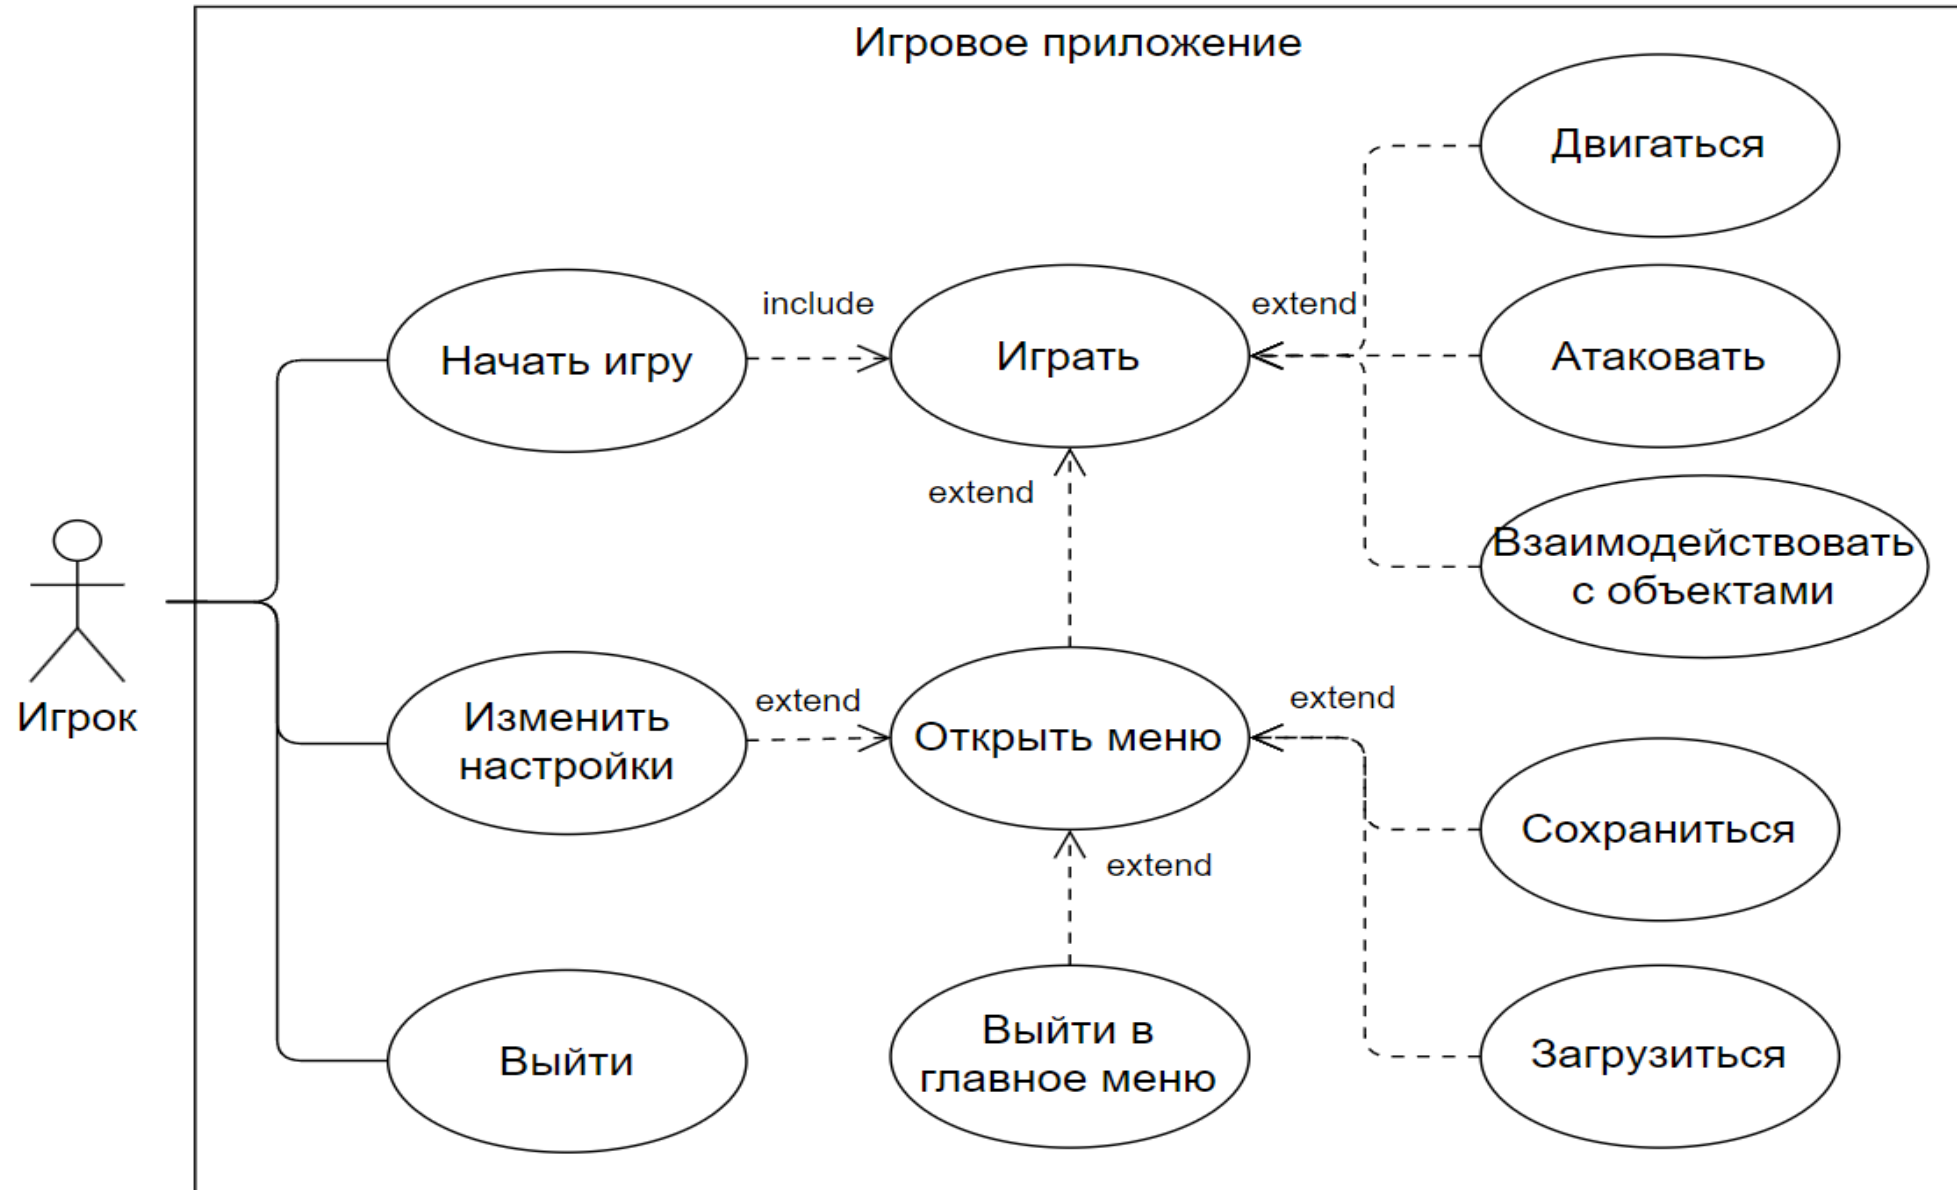 Игровое приложение
Двигаться
include
extend
Начать игру
Играть
Атаковать
extend
Взаимодействовать
с объектами
Игрок
Изменить
настройки
extend
Открыть меню
extend
Сохраниться
extend
Выйти
Выйти в
главное меню
Загрузиться